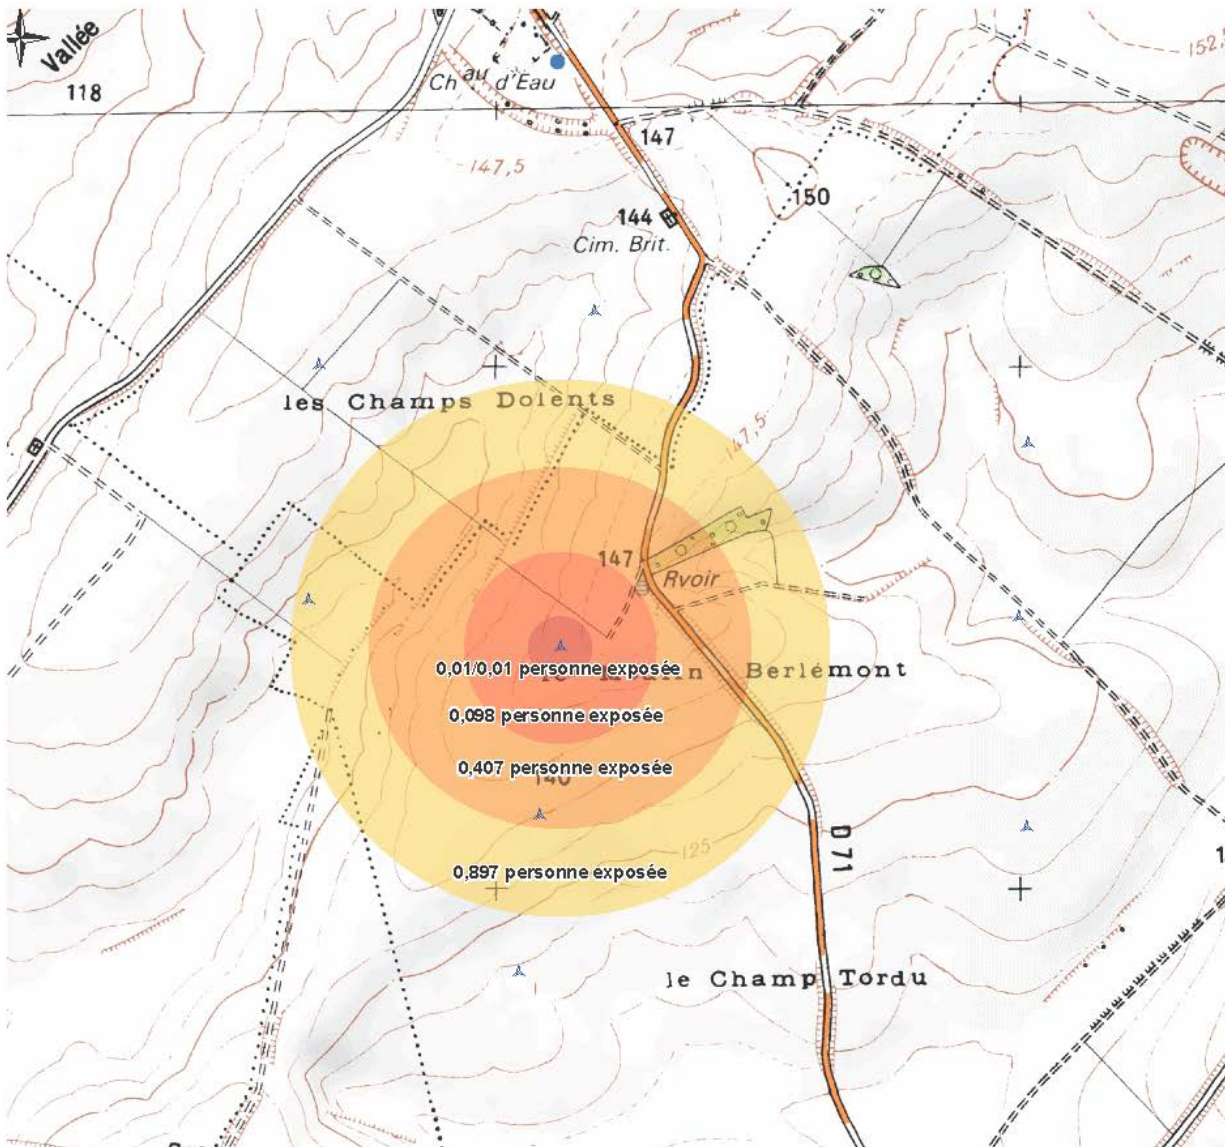 Vallée
118
Ch au d'Eau
152,5
147
147,5
150
144
Cim. Brit.
les Champs Dolents
147,5
147
Rvoir
0,01/0,01 personne exposée
Berlémont
0,098 personne exposée
0,407 personne exposée
140
D 71
125
0,897 personne exposée
le Champ Tordu